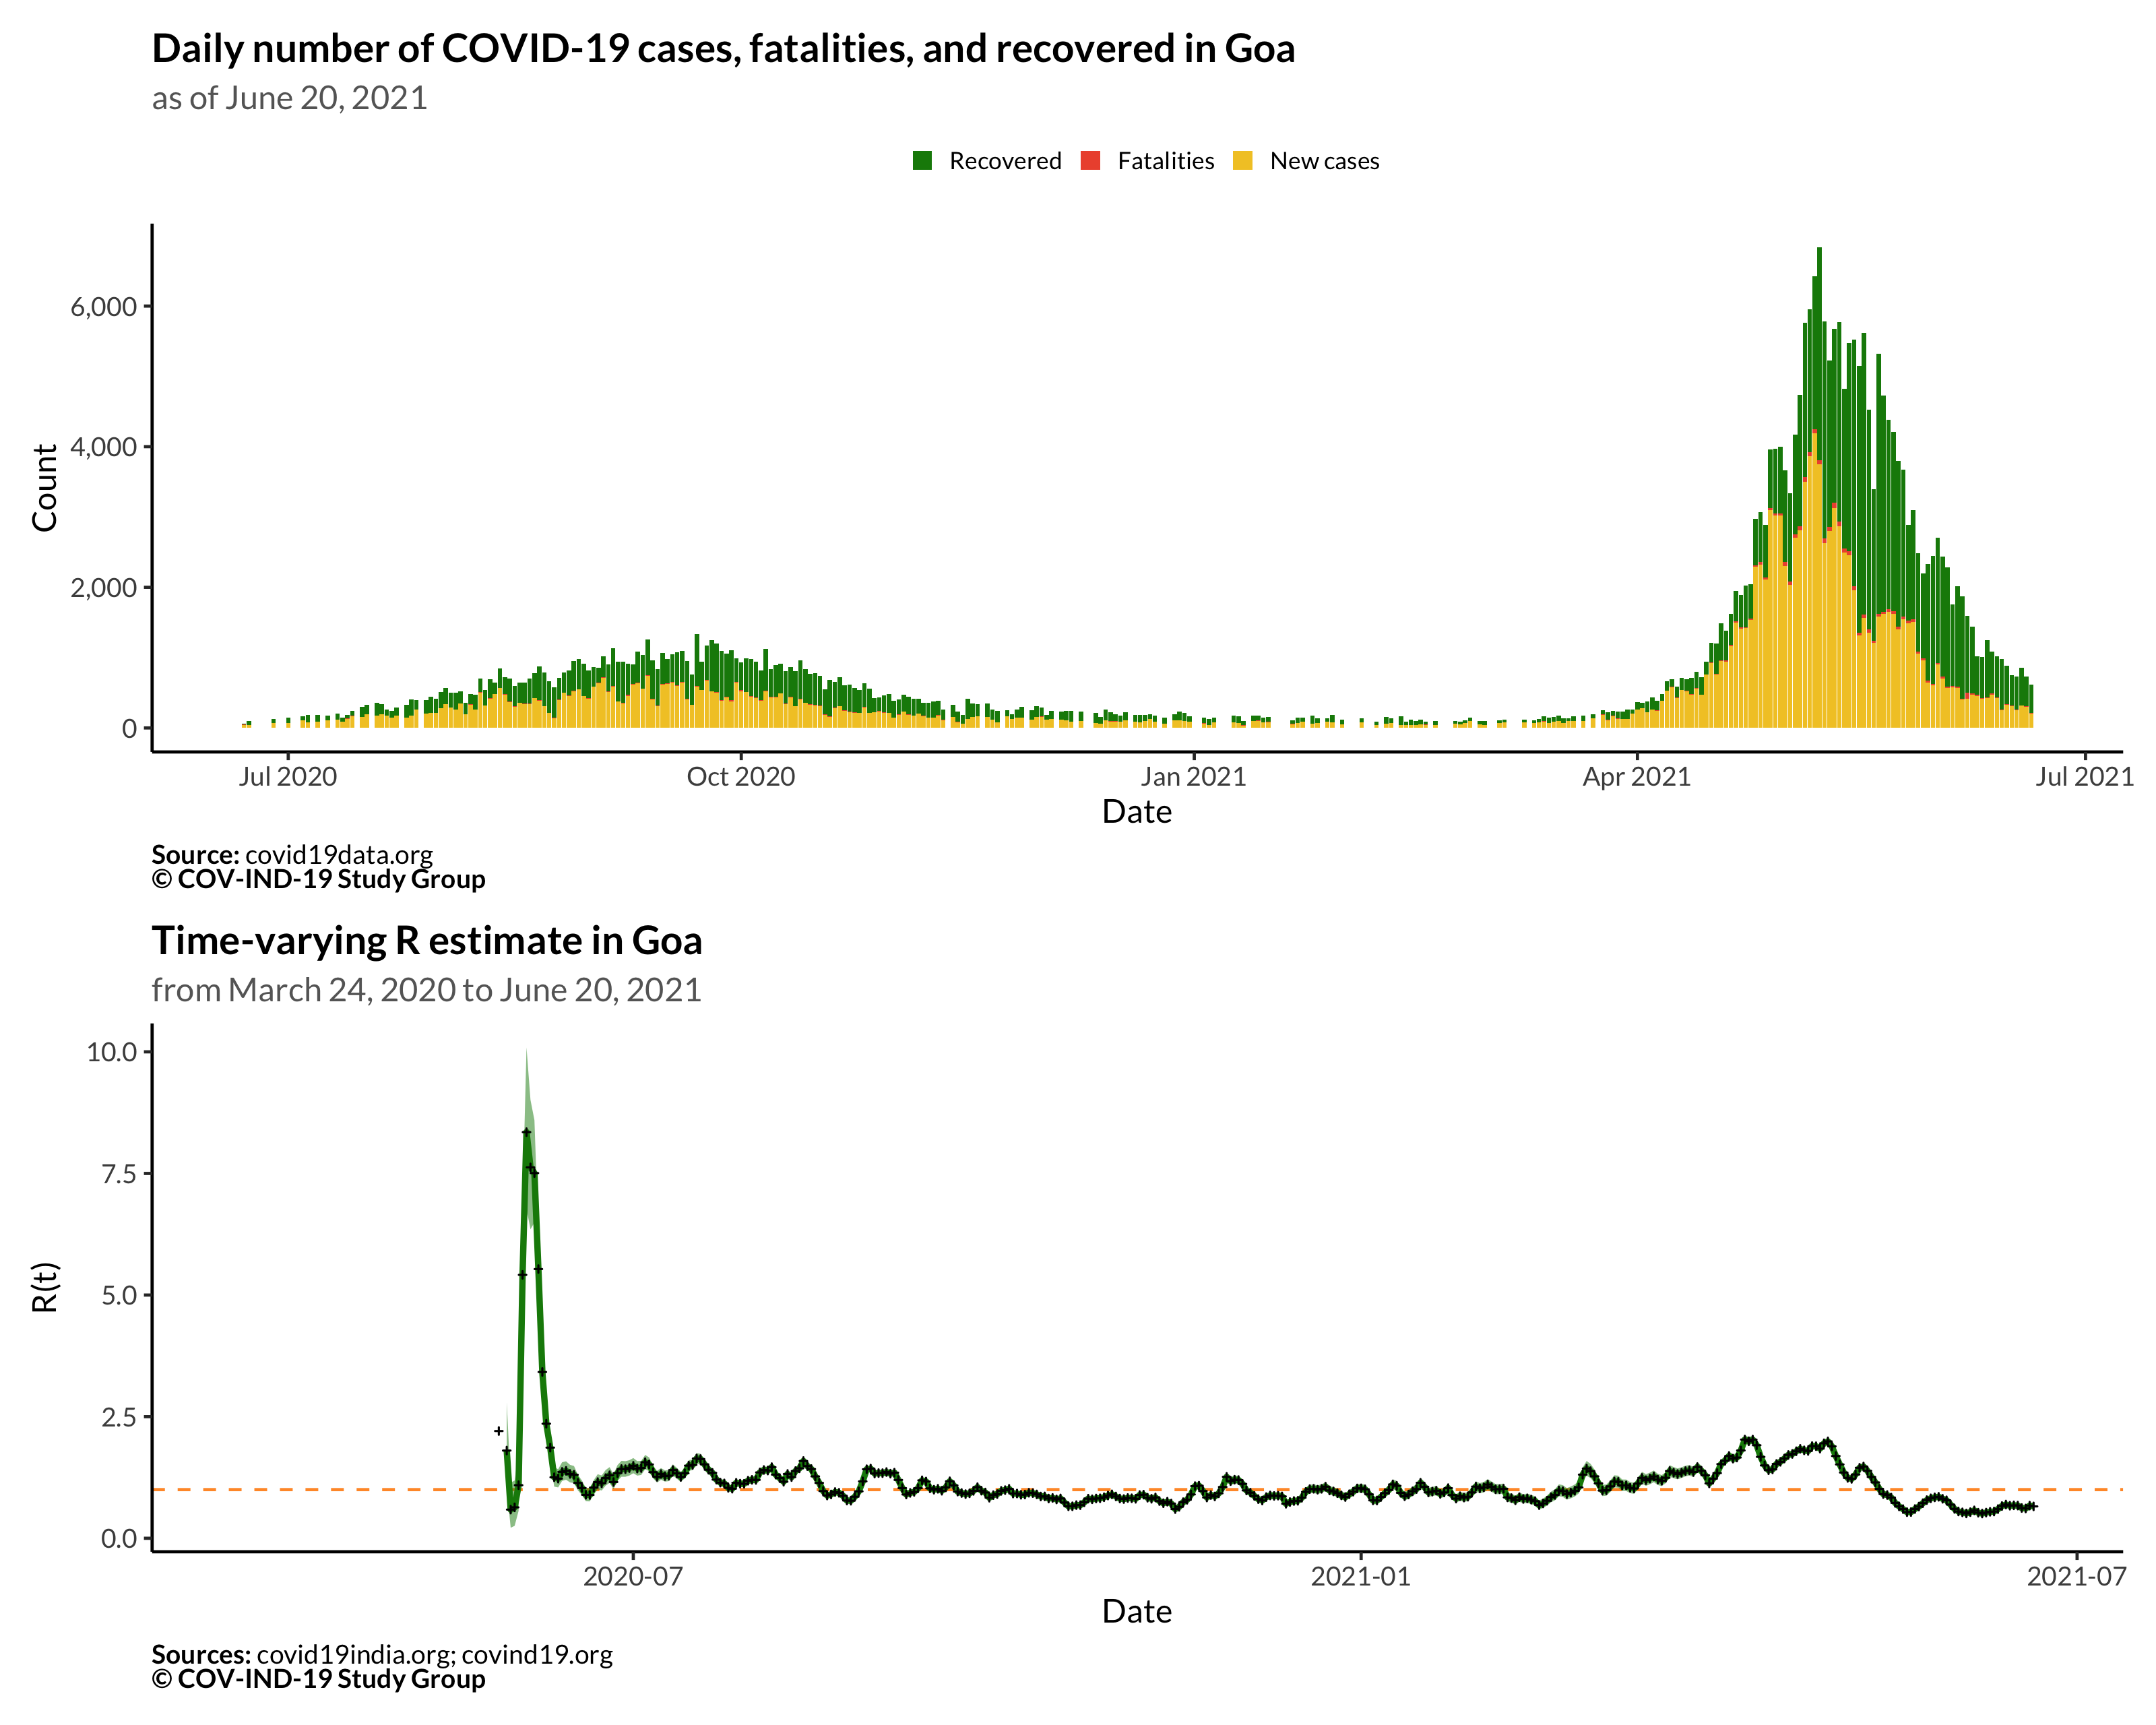 Daily number of COVID-19 cases, fatalities, and recovered in Goa
as of June 20, 2021
Recovered Fatalities New cases
Count
6,000
4,000
2,000
0
Jul 2020 Oct 2020 Jan 2021 Apr 2021 Jul 2021
Date
Source: covid19data.org
© COV-IND-19 Study Group
Time-varying R estimate in Goa
from March 24, 2020 to June 20, 2021
R(t)
10.0
7.5
5.0
2.5
0.0
2020-07 2021-01 2021-07
Date
Sources: covid19india.org; covind19.org
© COV-IND-19 Study Group